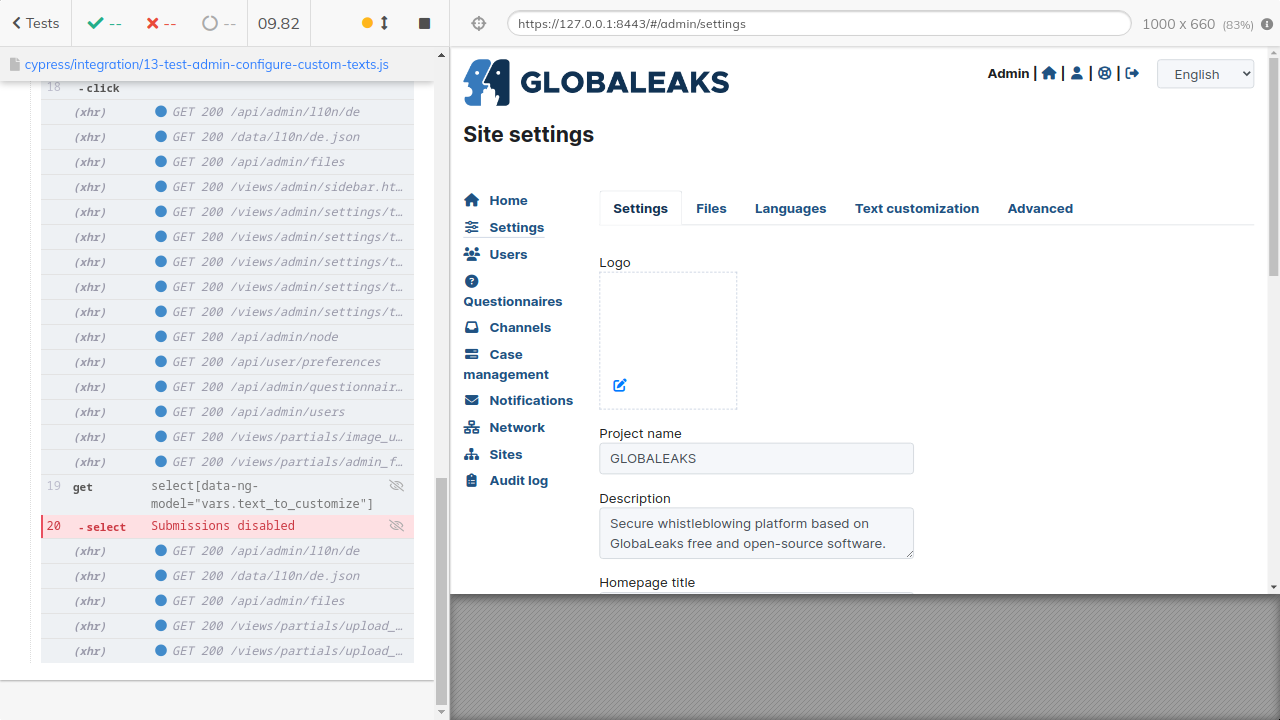 Tests
--
--
--
09.82
https://127.0.0.1:8443/#/admin/settings
1000 x 660 (83%)
cypress/integration/13-test-admin-configure-custom-texts.js
18 - click
(xhr) GET 200 /api/admin/l10n/de
(xhr) GET 200 /data/l10n/de.json
(xhr) GET 200 /api/admin/files
(xhr) GET 200 /views/admin/sidebar.ht…
(xhr) GET 200 /views/admin/settings/t…
(xhr) GET 200 /views/admin/settings/t…
(xhr) GET 200 /views/admin/settings/t…
(xhr) GET 200 /views/admin/settings/t…
(xhr) GET 200 /views/admin/settings/t…
(xhr) GET 200 /api/admin/node
(xhr) GET 200 /api/user/preferences
(xhr) GET 200 /api/admin/questionnair…
(xhr) GET 200 /api/admin/users
(xhr) GET 200 /views/partials/image_u…
(xhr) GET 200 /views/partials/admin_f…
19 get select[data-ng-
model="vars.text_to_customize"]
20 - select Submissions disabled
(xhr) GET 200 /api/admin/l10n/de
(xhr) GET 200 /data/l10n/de.json
(xhr) GET 200 /api/admin/files
(xhr) GET 200 /views/partials/upload_…
(xhr) GET 200 /views/partials/upload_…
GLOBALEAKS
Admin | | | |
English
Site settings
Home
Settings
Users
Questionnaires
Channels
Case
management
Notifications
Network
Sites
Audit log
Settings Files Languages Text customization Advanced
Logo
Project name
GLOBALEAKS
Description
Secure whistleblowing platform based on
GlobaLeaks free and open-source software.
Homepage title